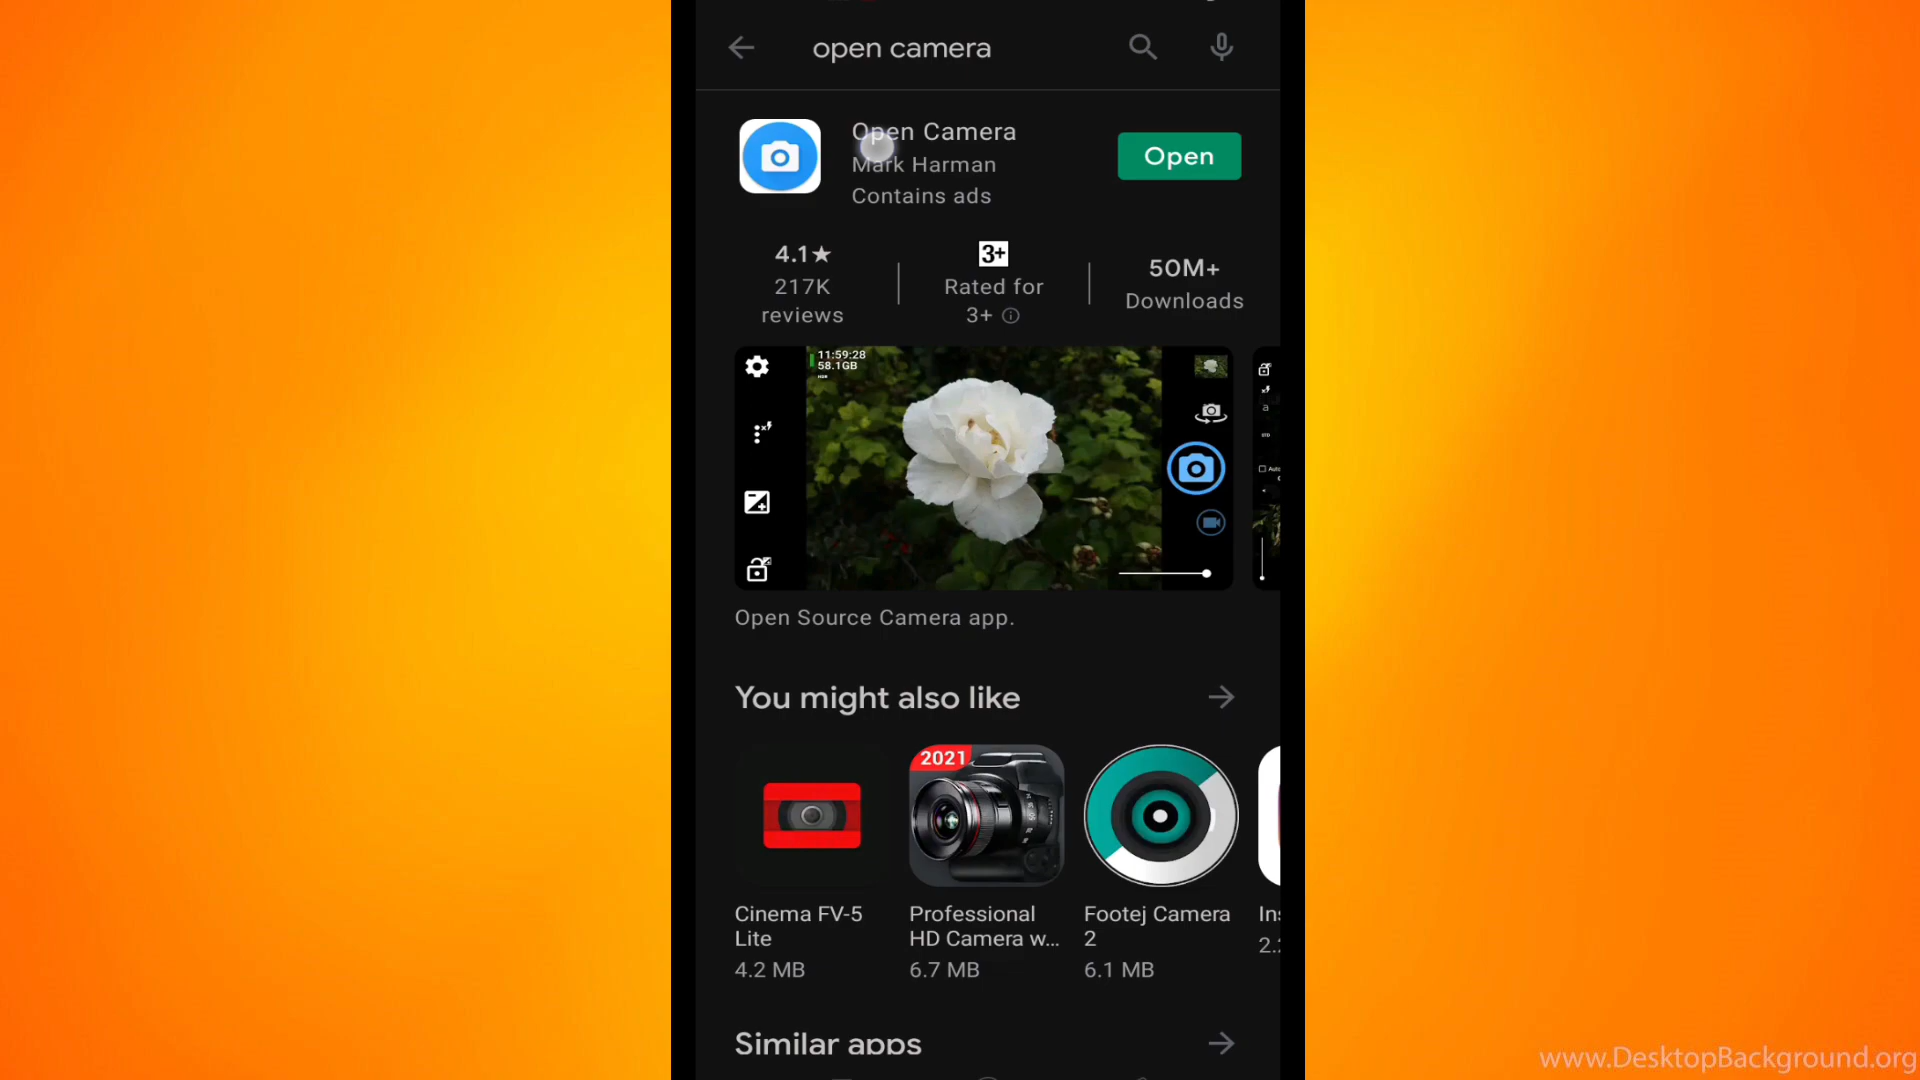 open camera
Open Camera
Mark Harman
Contains ads
Open
4.1★
217K
reviews
3+
Rated for
3+
50M+
Downloads
11:59:28
58.1GB
Open Source Camera app.
You might also like
2021
Cinema FV-5
Lite
4.2 MB
Professional
HD Camera w...
6.7 MB
Footej Camera
2
6.1 MB
Similar apps
www.DesktopBackground.org